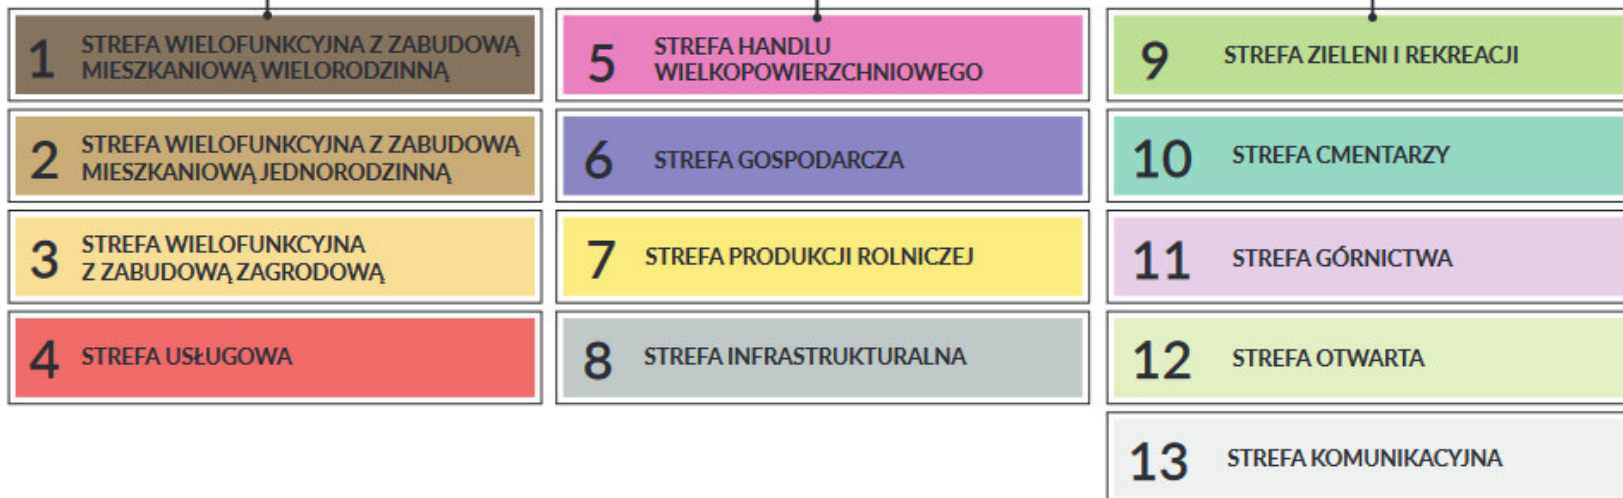 1 STREFA WIELOFUNKCYJNA Z ZABUDOWĄ
MIESZKANIOWĄ WIELORODZINNĄ
2 STREFA WIELOFUNKCYJNA Z ZABUDOWĄ
MIESZKANIOWĄ JEDNORODZINNĄ
3 STREFA WIELOFUNKCYJNA
Z ZABUDOWĄ ZAGRODOWĄ
4 STREFA USŁUGOWA
5 STREFA HANDLU
WIELKOPOWIERZCHNIOWEGO
6 STREFA GOSPODARCZA
7 STREFA PRODUKCJI ROLNICZEJ
8 STREFA INFRASTRUKTURALNA
9 STREFA ZIELENI I REKREACJI
10 STREFA CMENTARZY
11 STREFA GÓRNICTWA
12 STREFA OTWARTA
13 STREFA KOMUNIKACYJNA